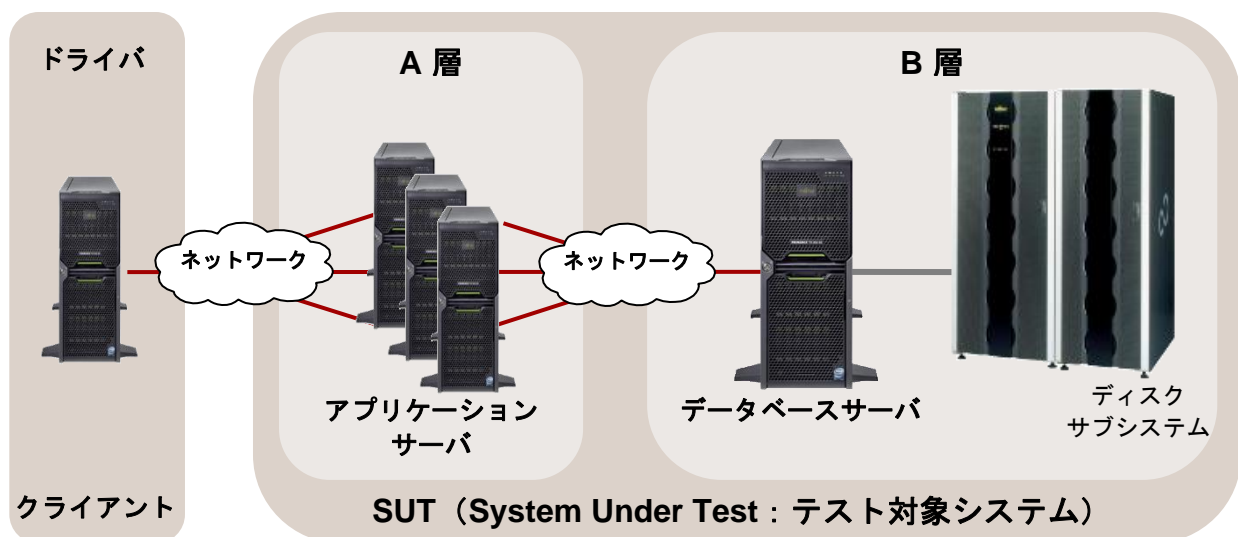 ドライバ
A 層
B 層
ネットワーク
ネットワーク
アプリケーション
サーバ
データベースサーバ
ディスク
サブシステム
クライアント
SUT（System Under Test：テスト対象システム）